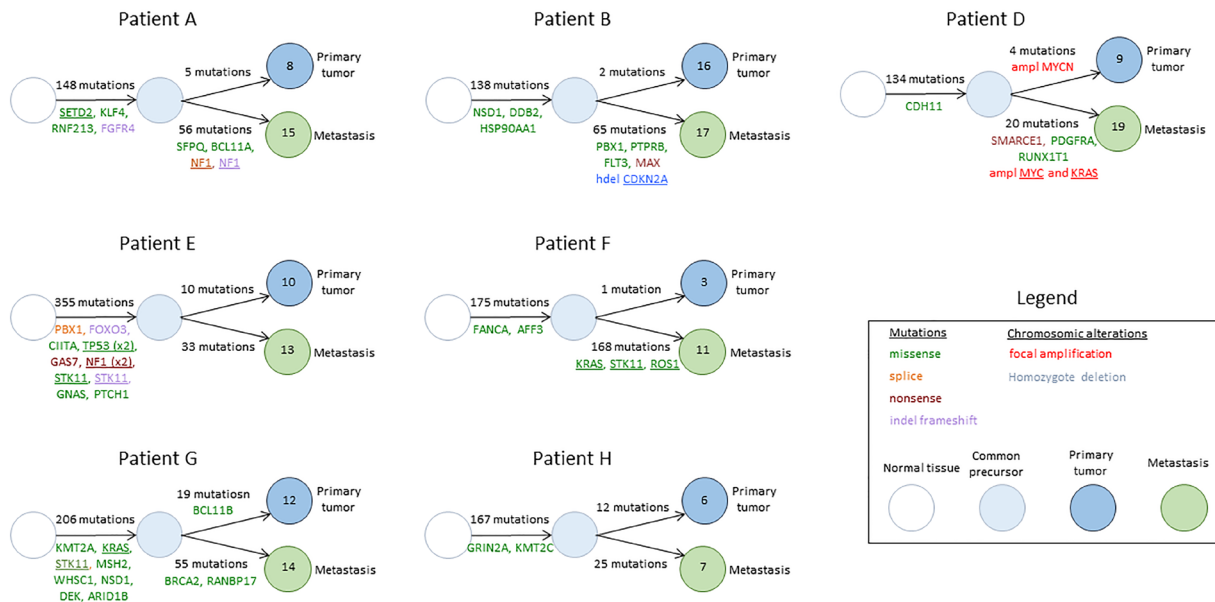 Patient A
148 mutations
SETD2, KLF4,
RNF213, FGFR4
5 mutations
8
Primary
tumor
56 mutations
SFPQ, BCL11A,
NF1, NF1
15
Metastasis
Patient B
138 mutations
NSD1, DDB2,
HSP90AA1
2 mutations
16
Primary
tumor
65 mutations
PBX1, PTPRB,
FLT3, MAX
hdel CDKN2A
17
Metastasis
Patient D
134 mutations
CDH11
4 mutations
ampl MYCN
9
Primary
tumor
20 mutations
SMARCE1, PDGFRA,
RUNX1T1
ampl MYC and KRAS
19
Metastasis
Patient E
355 mutations
PBX1, FOXO3,
CIITA, TP53 (x2),
GAS7, NF1 (x2),
STK11, STK11,
GNAS, PTCH1
10 mutations
10
Primary
tumor
33 mutations
13
Metastasis
Patient F
175 mutations
FANCA, AFF3
1 mutation
3
Primary
tumor
168 mutations
KRAS, STK11, ROS1
11
Metastasis
Patient G
206 mutations
KMT2A, KRAS,
STK11, MSH2,
WHSC1, NSD1,
DEK, ARID1B
19 mutatiosn
BCL11B
12
Primary
tumor
55 mutations
BRCA2, RANBP17
14
Metastasis
Patient H
167 mutations
GRIN2A, KMT2C
12 mutations
6
Primary
tumor
25 mutations
7
Metastasis
Legend
Mutations
missense
splice
nonsense
indel frameshift
Chromosomic alterations
focal amplification
Homozygote deletion
Normal tissue
Common
precursor
Primary
tumor
Metastasis